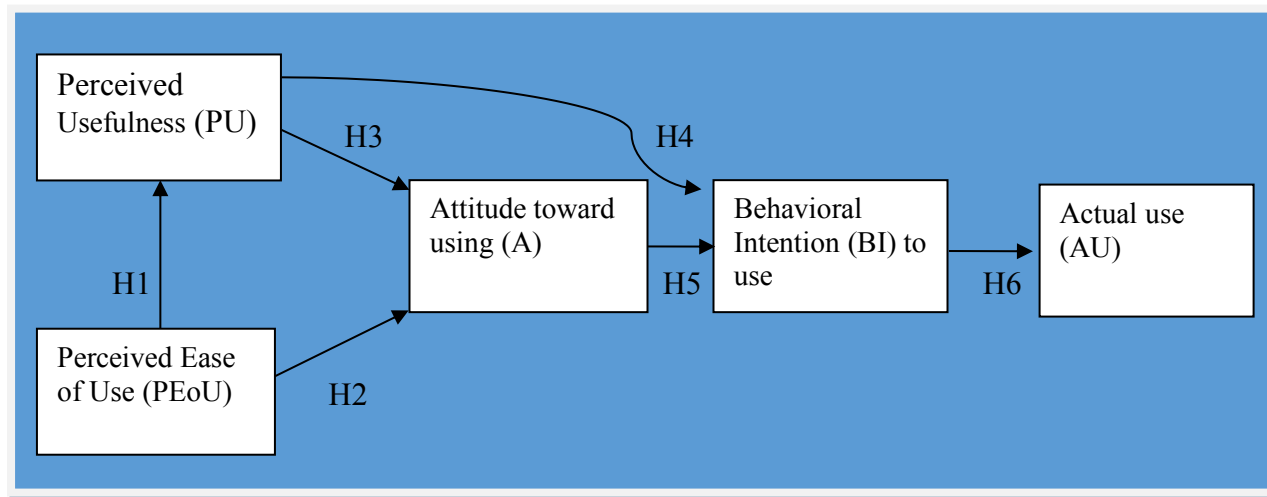 Perceived
Usefulness (PU)
H3
H4
Attitude toward
using (A)
Behavioral
Intention (BI) to
use
Actual use
(AU)
H1
H5
H6
Perceived Ease
of Use (PEoU)
H2